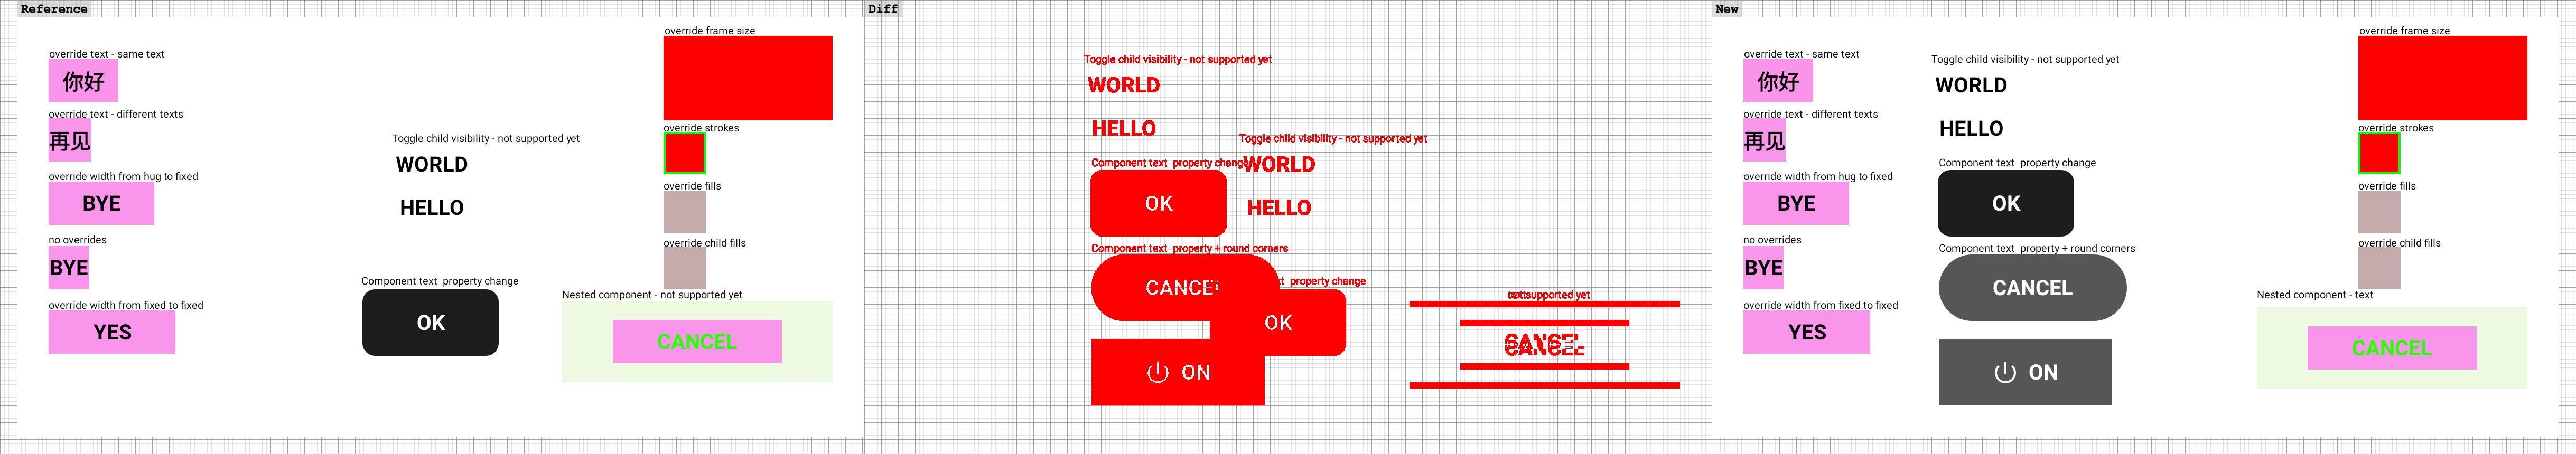 Reference
override text - same text
你好
override text - different texts
再见
override width from hug to fixed
BYE
no overrides
BYE
override width from fixed to fixed
YES
Toggle child visibility - not supported yet
WORLD
HELLO
Component text  property change
OK
override frame size
override strokes
override fills
override child fills
Nested component - not supported yet
CANCEL
Diff
Toggle child visibility - not supported yet
WORLD
HELLO
Toggle child visibility - not supported yet
WORLD
HELLO
Component text  property change
OK
Component text  property + round corners
property change
OK
supported yet
ON
New
override text - same text
你好
override text - different texts
再见
override width from hug to fixed
BYE
no overrides
BYE
override width from fixed to fixed
YES
Toggle child visibility - not supported yet
WORLD
HELLO
Component text  property change
OK
Component text  property + round corners
CANCEL
ON
override frame size
override strokes
override fills
override child fills
Nested component - text
CANCEL